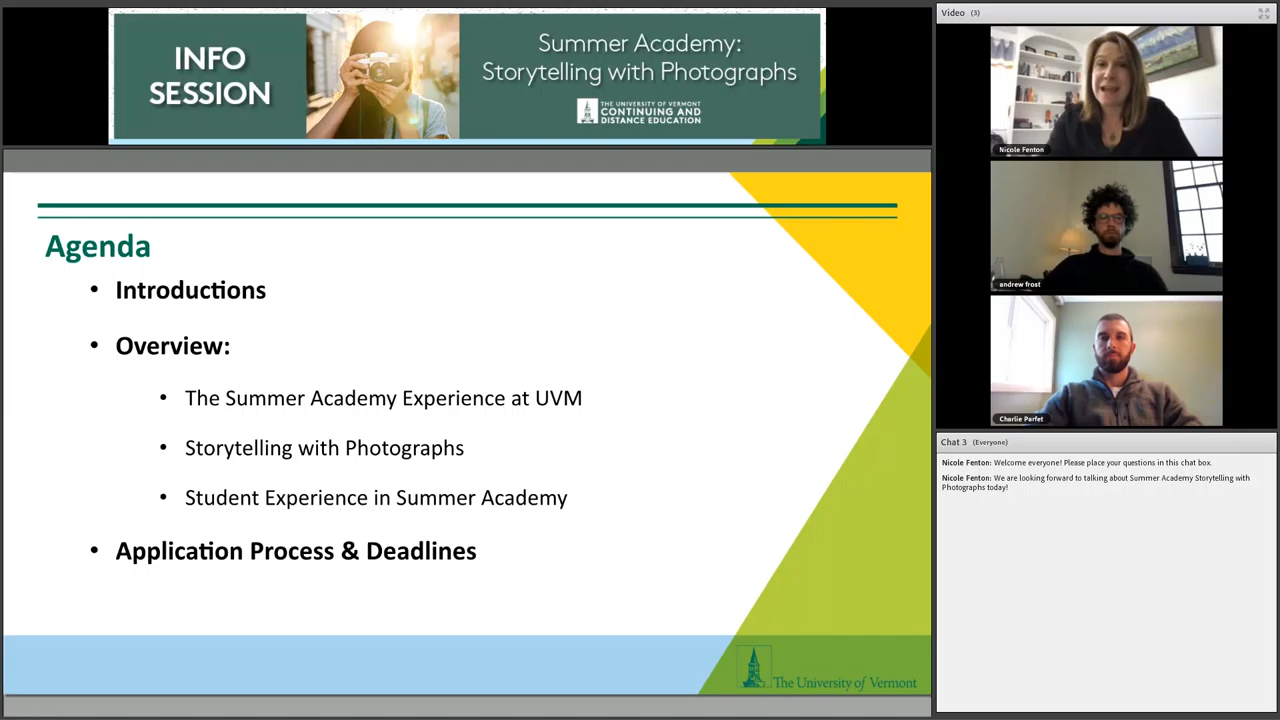 INFO
SESSION
Summer Academy:
Storytelling with Photographs
THE UNIVERSITY OF VERMONT
CONTINUING AND
DISTANCE EDUCATION
Agenda
• Introductions
• Overview:
• The Summer Academy Experience at UVM
• Storytelling with Photographs
• Student Experience in Summer Academy
• Application Process & Deadlines
The University of Vermont
Video (3)
Nicole Fenton
andrew frost
Charlie Parfet
Chat 3 (Everyone)
Nicole Fenton: Welcome everyone! Please place your questions in this chat box.
Nicole Fenton: We are looking forward to talking about Summer Academy Storytelling with
Photographs today!